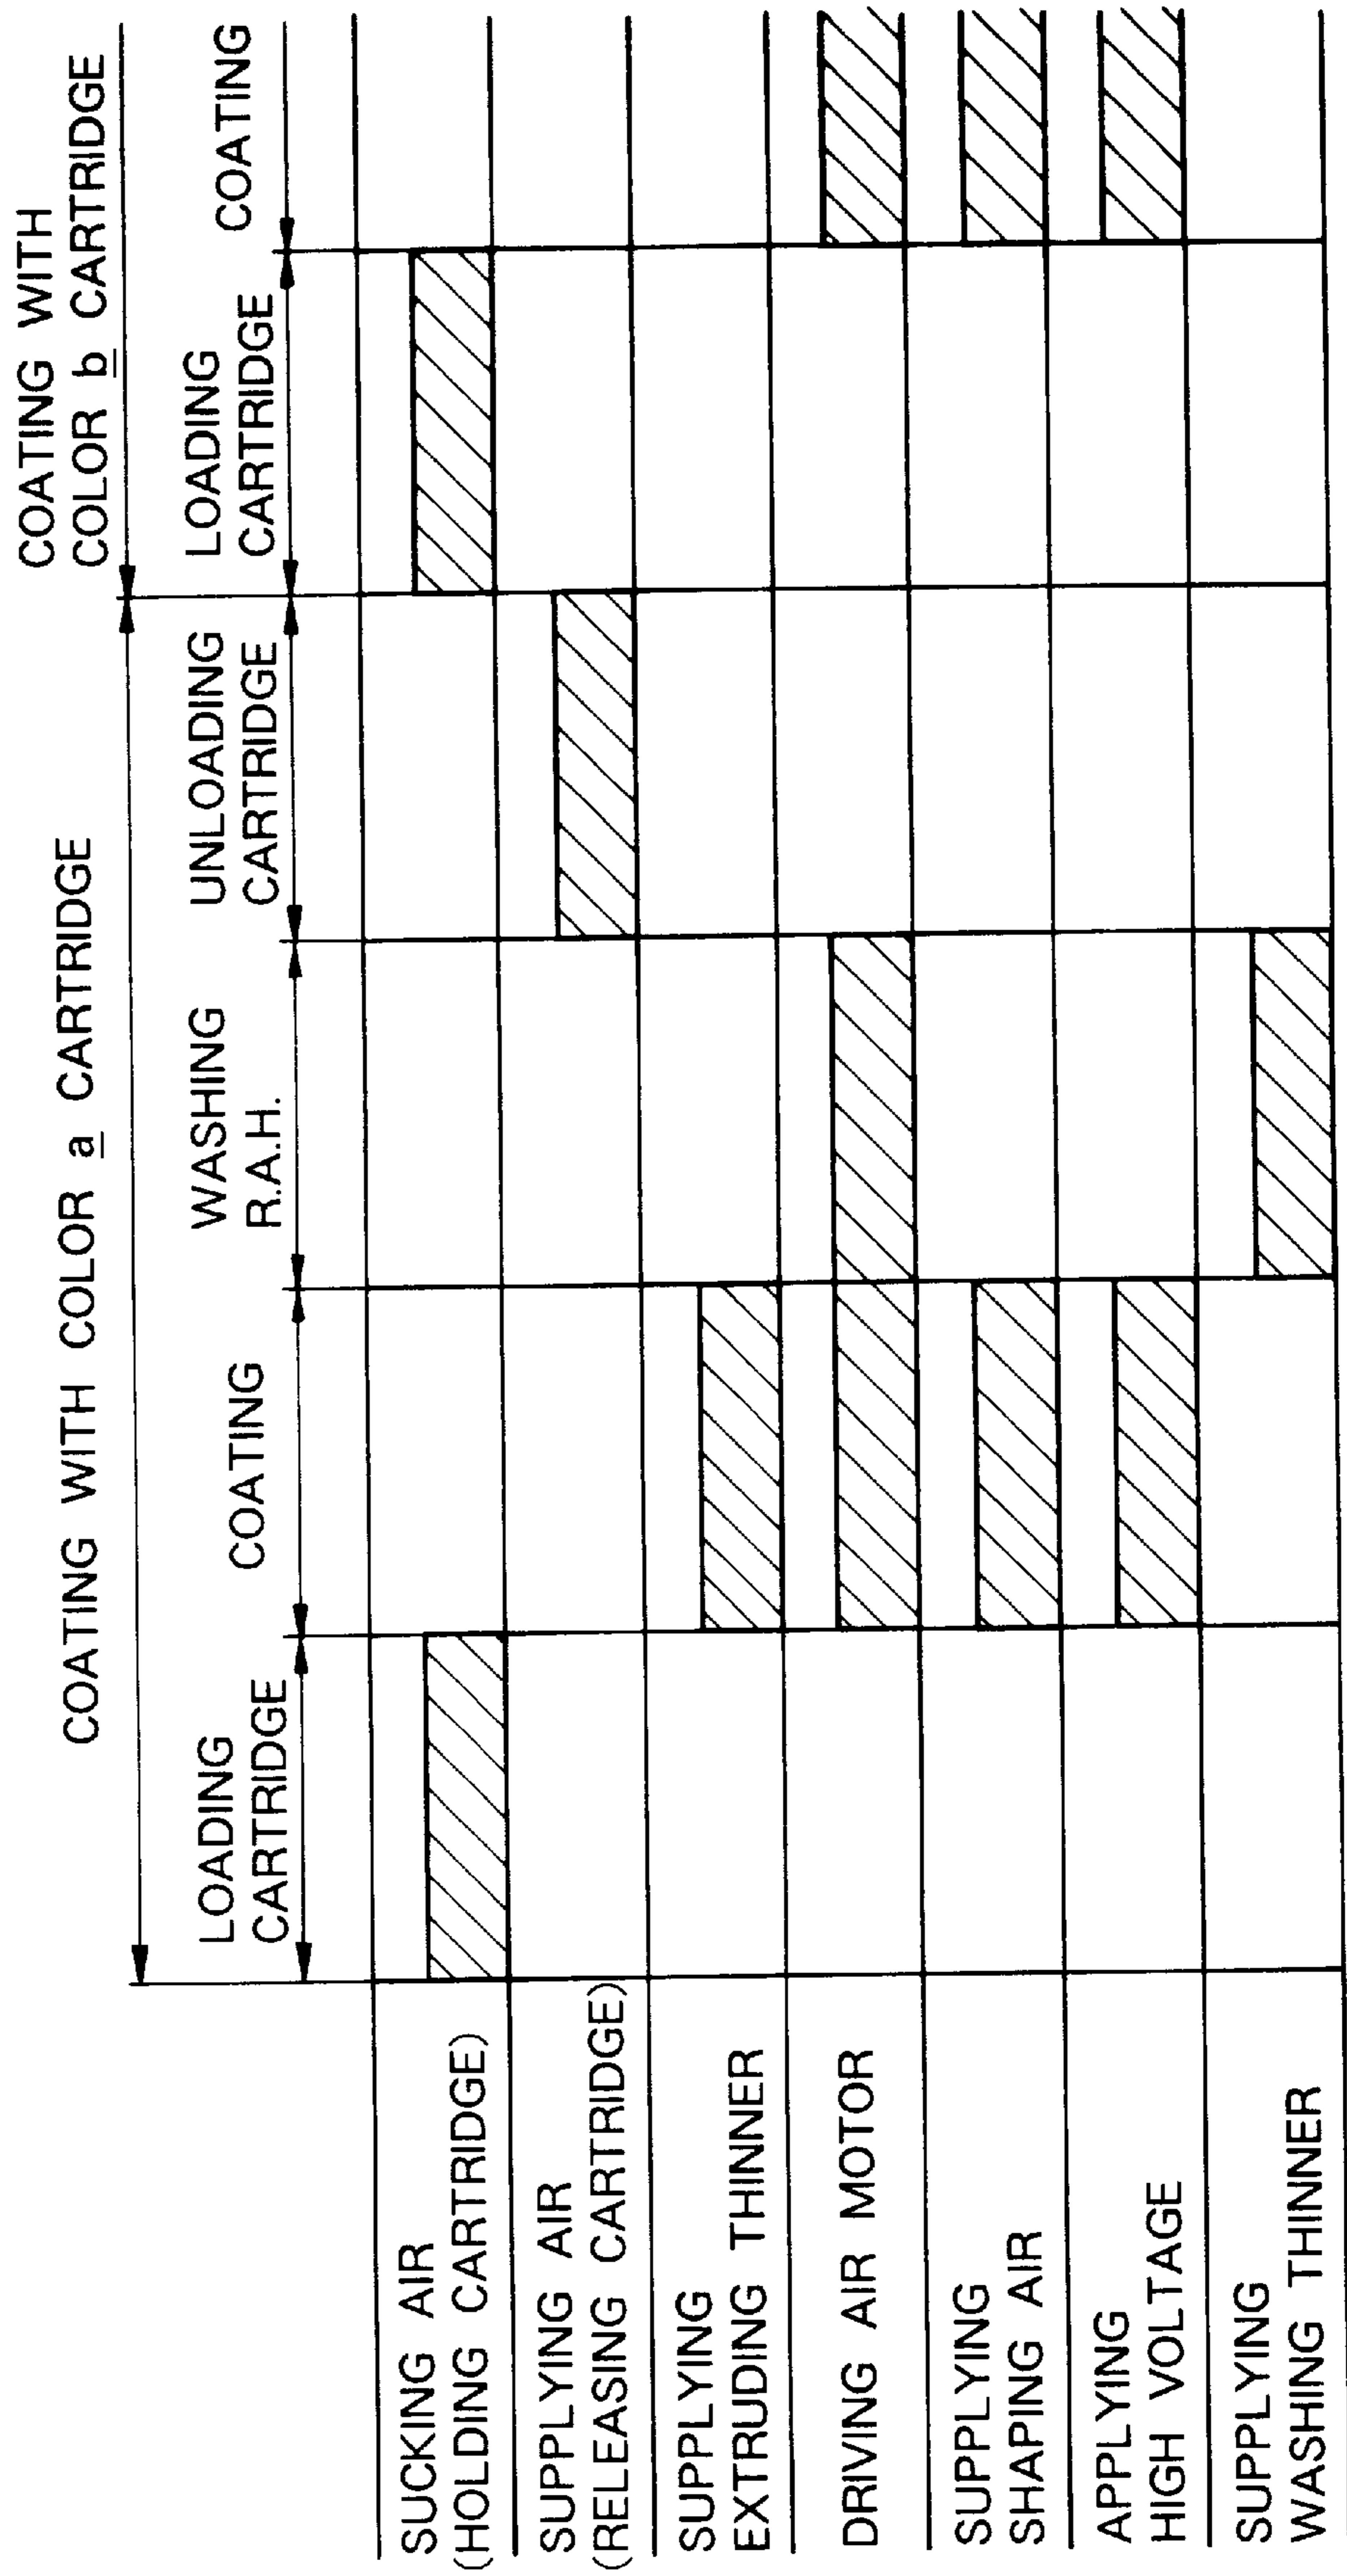 COATING WITH COLOR a CARTRIDGE
COATING WITH
COLOR b CARTRIDGE
LOADING
CARTRIDGE
COATING
WASHING
R.A.H.
UNLOADING
CARTRIDGE
LOADING
CARTRIDGE
COATING
SUCKING AIR
(HOLDING CARTRIDGE)
SUPPLYING AIR
(RELEASING CARTRIDGE)
SUPPLYING
EXTRUDING THINNER
DRIVING AIR MOTOR
SUPPLYING
SHAPING AIR
APPLYING
HIGH VOLTAGE
SUPPLYING
WASHING THINNER